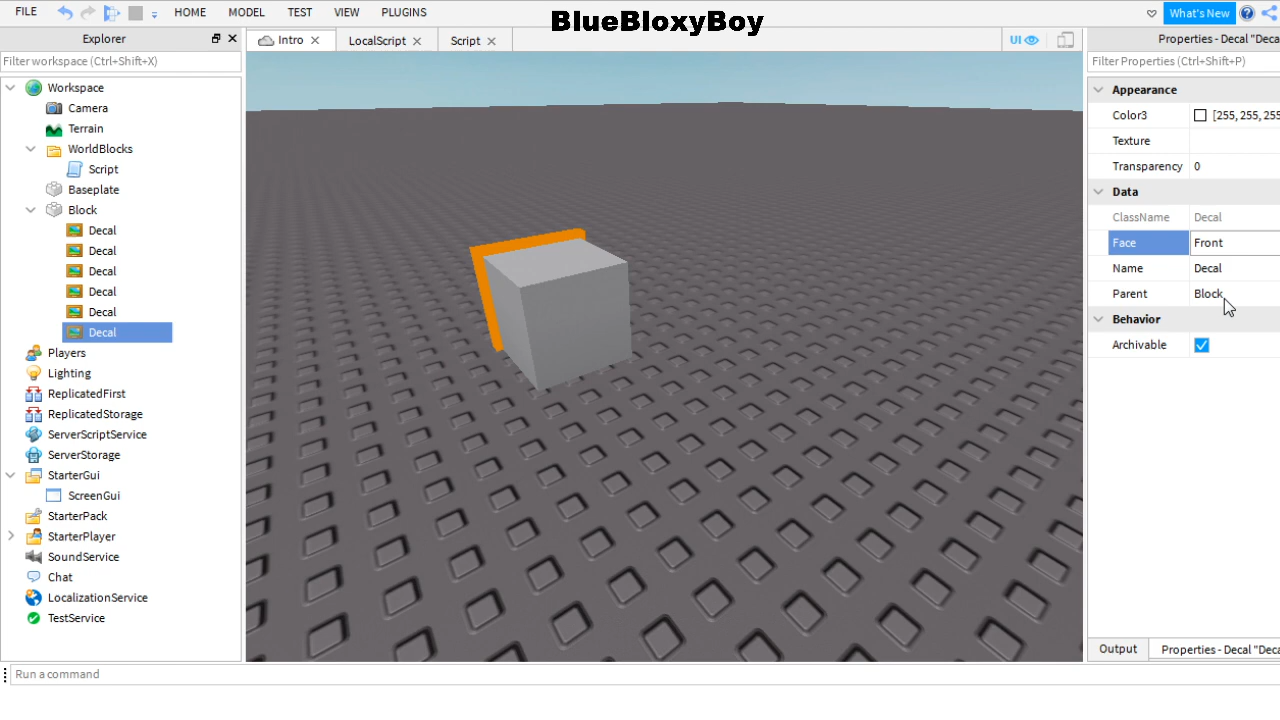 FILE HOME MODEL TEST VIEW PLUGINS
BlueBloxyBoy
What's New
Explorer
Filter workspace (Ctrl+Shift+X)
Workspace
Camera
Terrain
WorldBlocks
Script
Baseplate
Block
Decal
Decal
Decal
Decal
Decal
Decal
Players
Lighting
ReplicatedFirst
ReplicatedStorage
ServerScriptService
ServerStorage
StarterGui
ScreenGui
StarterPack
StarterPlayer
SoundService
Chat
LocalizationService
TestService
Intro LocalScript Script UI
Properties - Decal "Deca
Filter Properties (Ctrl+Shift+P)
Appearance
Color3 [255, 255, 255
Texture
Transparency 0
Data
ClassName Decal
Face Front
Name Decal
Parent Block
Behavior
Archivable
Output Properties - Decal "Deca
Run a command